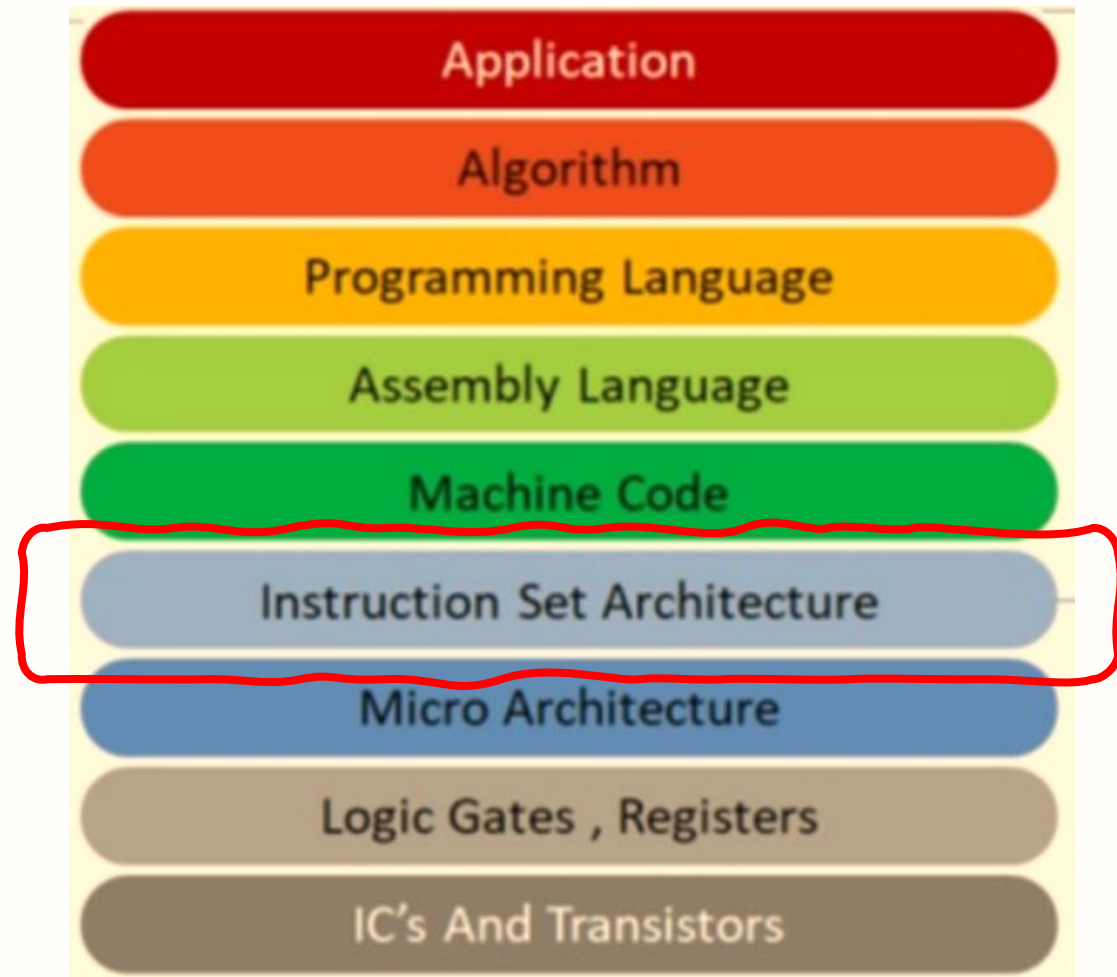 Application
Algorithm
Programming Language
Assembly Language
Machine Code
Instruction Set Architecture
Micro Architecture
Logic Gates , Registers
IC’s And Transistors